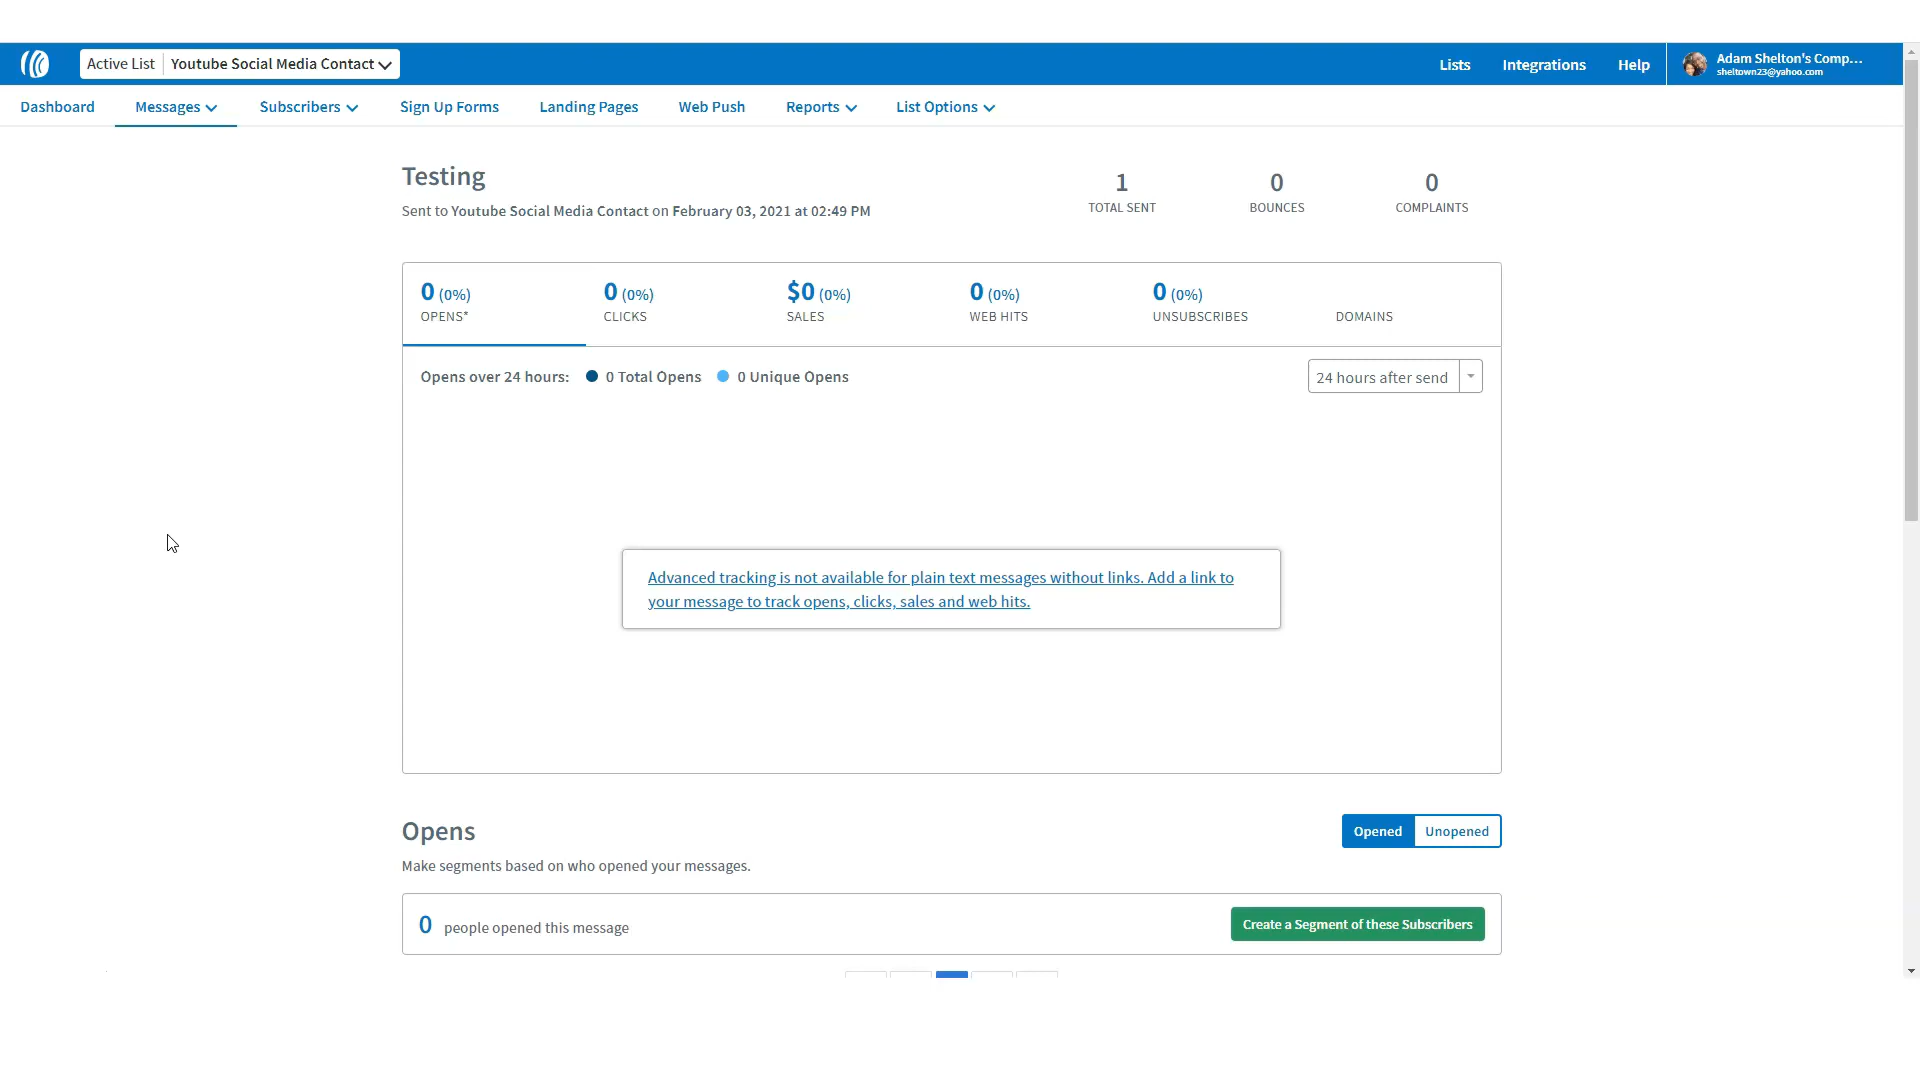 Active List Youtube Social Media Contact
Lists Integrations Help Adam Shelton's Comp...
sheltown23@yahoo.com
Dashboard Messages Subscribers Sign Up Forms Landing Pages Web Push Reports List Options
Testing
Sent to Youtube Social Media Contact on February 03, 2021 at 02:49 PM
1 0 0
TOTAL SENT BOUNCES COMPLAINTS
0 (0%) 0 (0%) $0 (0%) 0 (0%) 0 (0%)
OPENS* CLICKS SALES WEB HITS UNSUBSCRIBES DOMAINS
Opens over 24 hours: 0 Total Opens 0 Unique Opens 24 hours after send
Advanced tracking is not available for plain text messages without links. Add a link to
your message to track opens, clicks, sales and web hits.
Opens Opened Unopened
Make segments based on who opened your messages.
0 people opened this message Create a Segment of these Subscribers